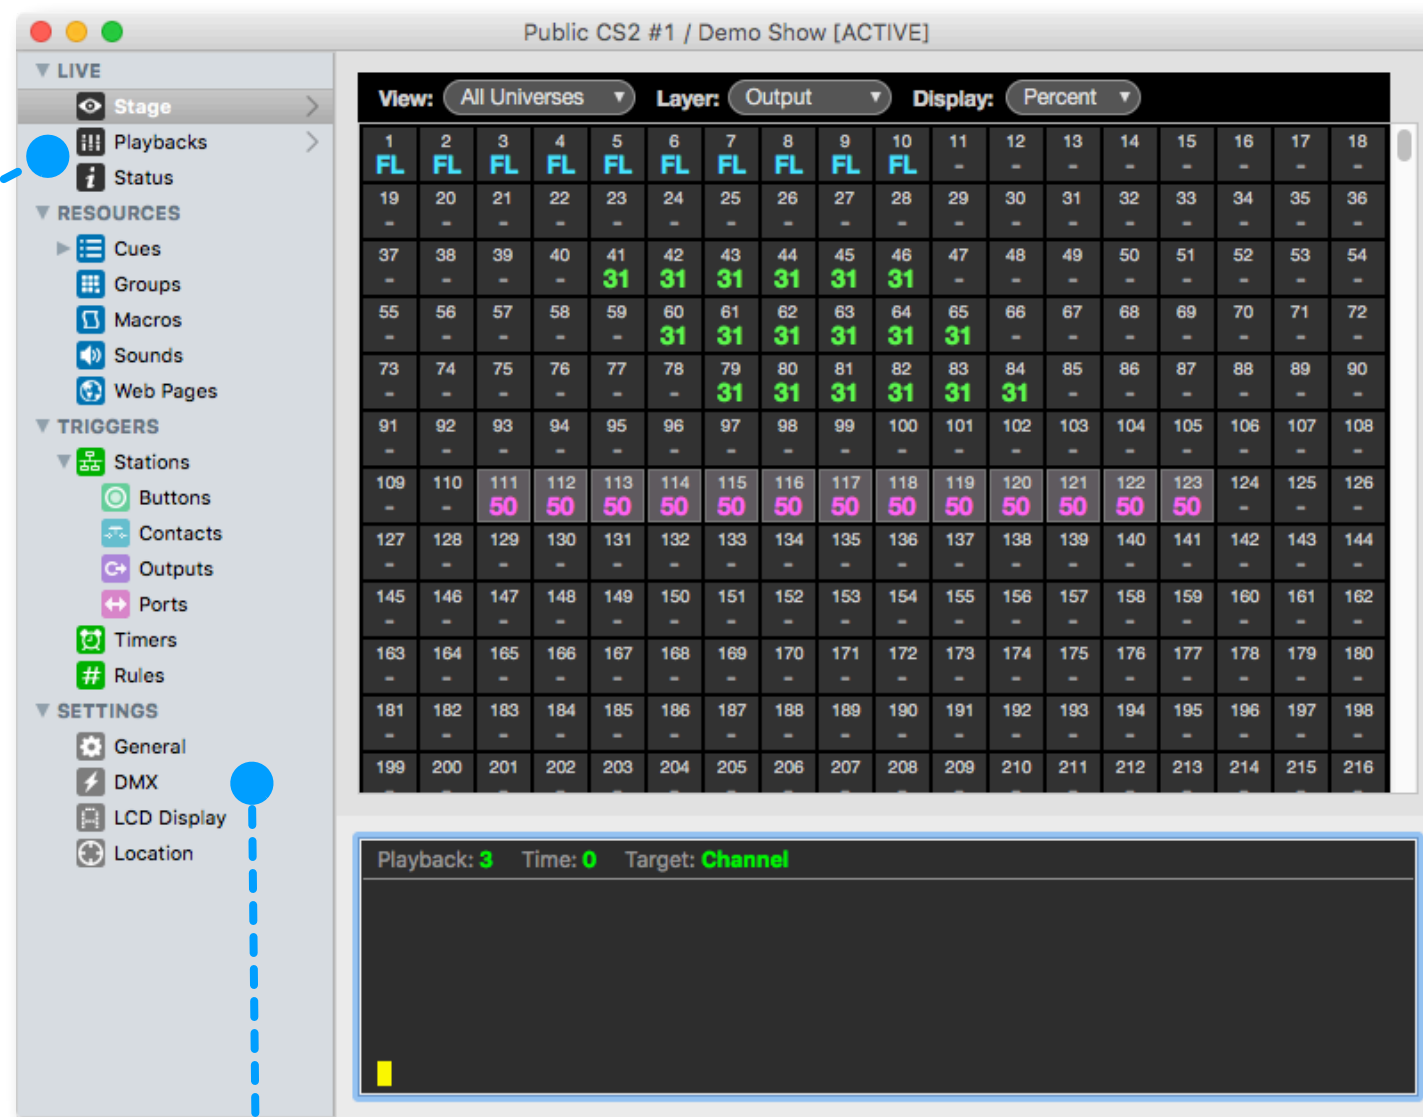 Public CS2 #1 / Demo Show [ACTIVE]
LIVE
Stage
Playbacks
Status
RESOURCES
Cues
Groups
Macros
Sounds
Web Pages
TRIGGERS
Stations
Buttons
Contacts
Outputs
Ports
Timers
Rules
SETTINGS
General
DMX
LCD Display
Location
View: All Universes Layer: Output Display: Percent
1 2 3 4 5 6 7 8 9 10 11 12 13 14 15 16 17 18
FL FL FL FL FL FL FL FL FL FL - - - - - - - -
19 20 21 22 23 24 25 26 27 28 29 30 31 32 33 34 35 36
- - - - - - - - - - - - - - - - - -
37 38 39 40 41 42 43 44 45 46 47 48 49 50 51 52 53 54
- - - - 31 31 31 31 31 31 - - - - - - - -
55 56 57 58 59 60 61 62 63 64 65 66 67 68 69 70 71 72
- - - - - 31 31 31 31 31 31 - - - - - - -
73 74 75 76 77 78 79 80 81 82 83 84 85 86 87 88 89 90
- - - - - - 31 31 31 31 31 31 - - - - - -
91 92 93 94 95 96 97 98 99 100 101 102 103 104 105 106 107 108
- - - - - - - - - - - - - - - - - -
109 110 111 112 113 114 115 116 117 118 119 120 121 122 123 124 125 126
- - 50 50 50 50 50 50 50 50 50 50 50 50 50 - - -
127 128 129 130 131 132 133 134 135 136 137 138 139 140 141 142 143 144
- - - - - - - - - - - - - - - - - -
145 146 147 148 149 150 151 152 153 154 155 156 157 158 159 160 161 162
- - - - - - - - - - - - - - - - - -
163 164 165 166 167 168 169 170 171 172 173 174 175 176 177 178 179 180
- - - - - - - - - - - - - - - - - -
181 182 183 184 185 186 187 188 189 190 191 192 193 194 195 196 197 198
- - - - - - - - - - - - - - - - - -
199 200 201 202 203 204 205 206 207 208 209 210 211 212 213 214 215 216
- - - - - - - - - - - - - - - - - -
Playback: 3 Time: 0 Target: Channel